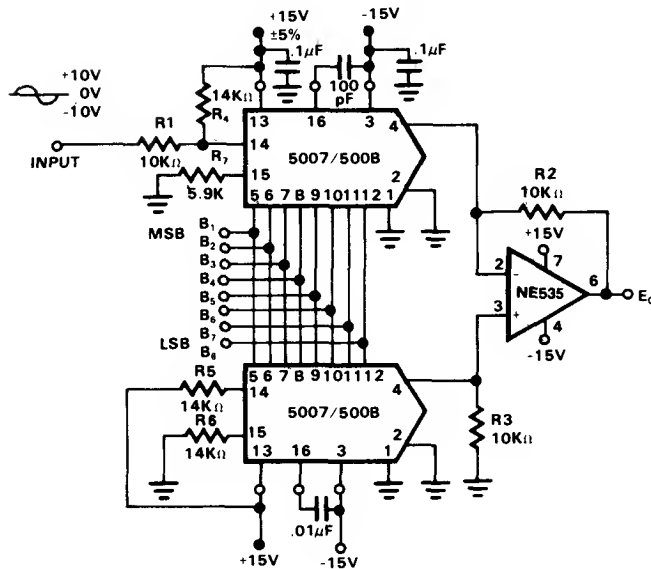 +15V
±5%
-15V
.1µF
.1µF
+10V
0V
-10V
14KΩ
R4
100
pF
13
16
3
4
R1
INPUT
10KΩ
14
5007/500B
R7
15
5.9K
2
5 6 7 8 9 10 11 12
1
R2
10KΩ
+15V
MSB
B1
B2
B3
B4
B5
B6
B7
LSB
B8
2
-
7
NE535
6
EO
3
+
4
-15V
5 6 7 8 9 10 11 12
4
R5
14KΩ
14
5007/500B
R6
14KΩ
15
2
R3
10KΩ
13
16
3
1
.01µF
+15V
-15V